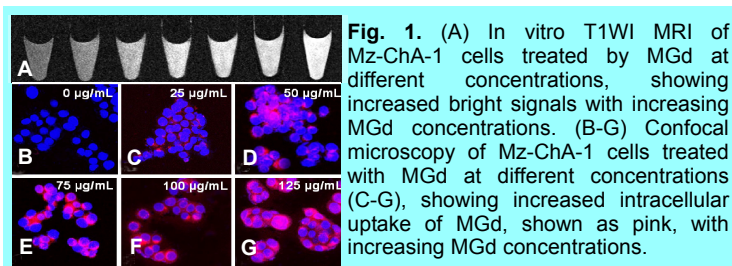 A
0 µg/mL
25 µg/mL
50 µg/mL
B
C
D
75 µg/mL
100 µg/mL
125 µg/mL
E
F
G
Fig. 1. (A) In vitro T1WI MRI of
Mz-ChA-1 cells treated by MGd at
different concentrations, showing
increased bright signals with increasing
MGd concentrations. (B-G) Confocal
microscopy of Mz-ChA-1 cells treated
with MGd at different concentrations
(C-G), showing increased intracellular
uptake of MGd, shown as pink, with
increasing MGd concentrations.